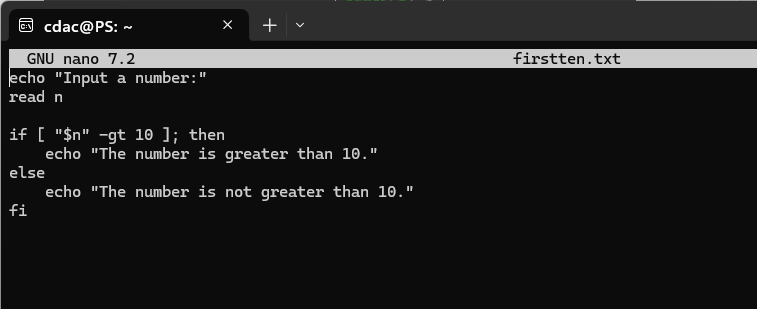 cdac@PS: ~
GNU nano 7.2 firstten.txt
echo "Input a number:"
read n
if [ "$n" -gt 10 ]; then
    echo "The number is greater than 10."
else
    echo "The number is not greater than 10."
fi